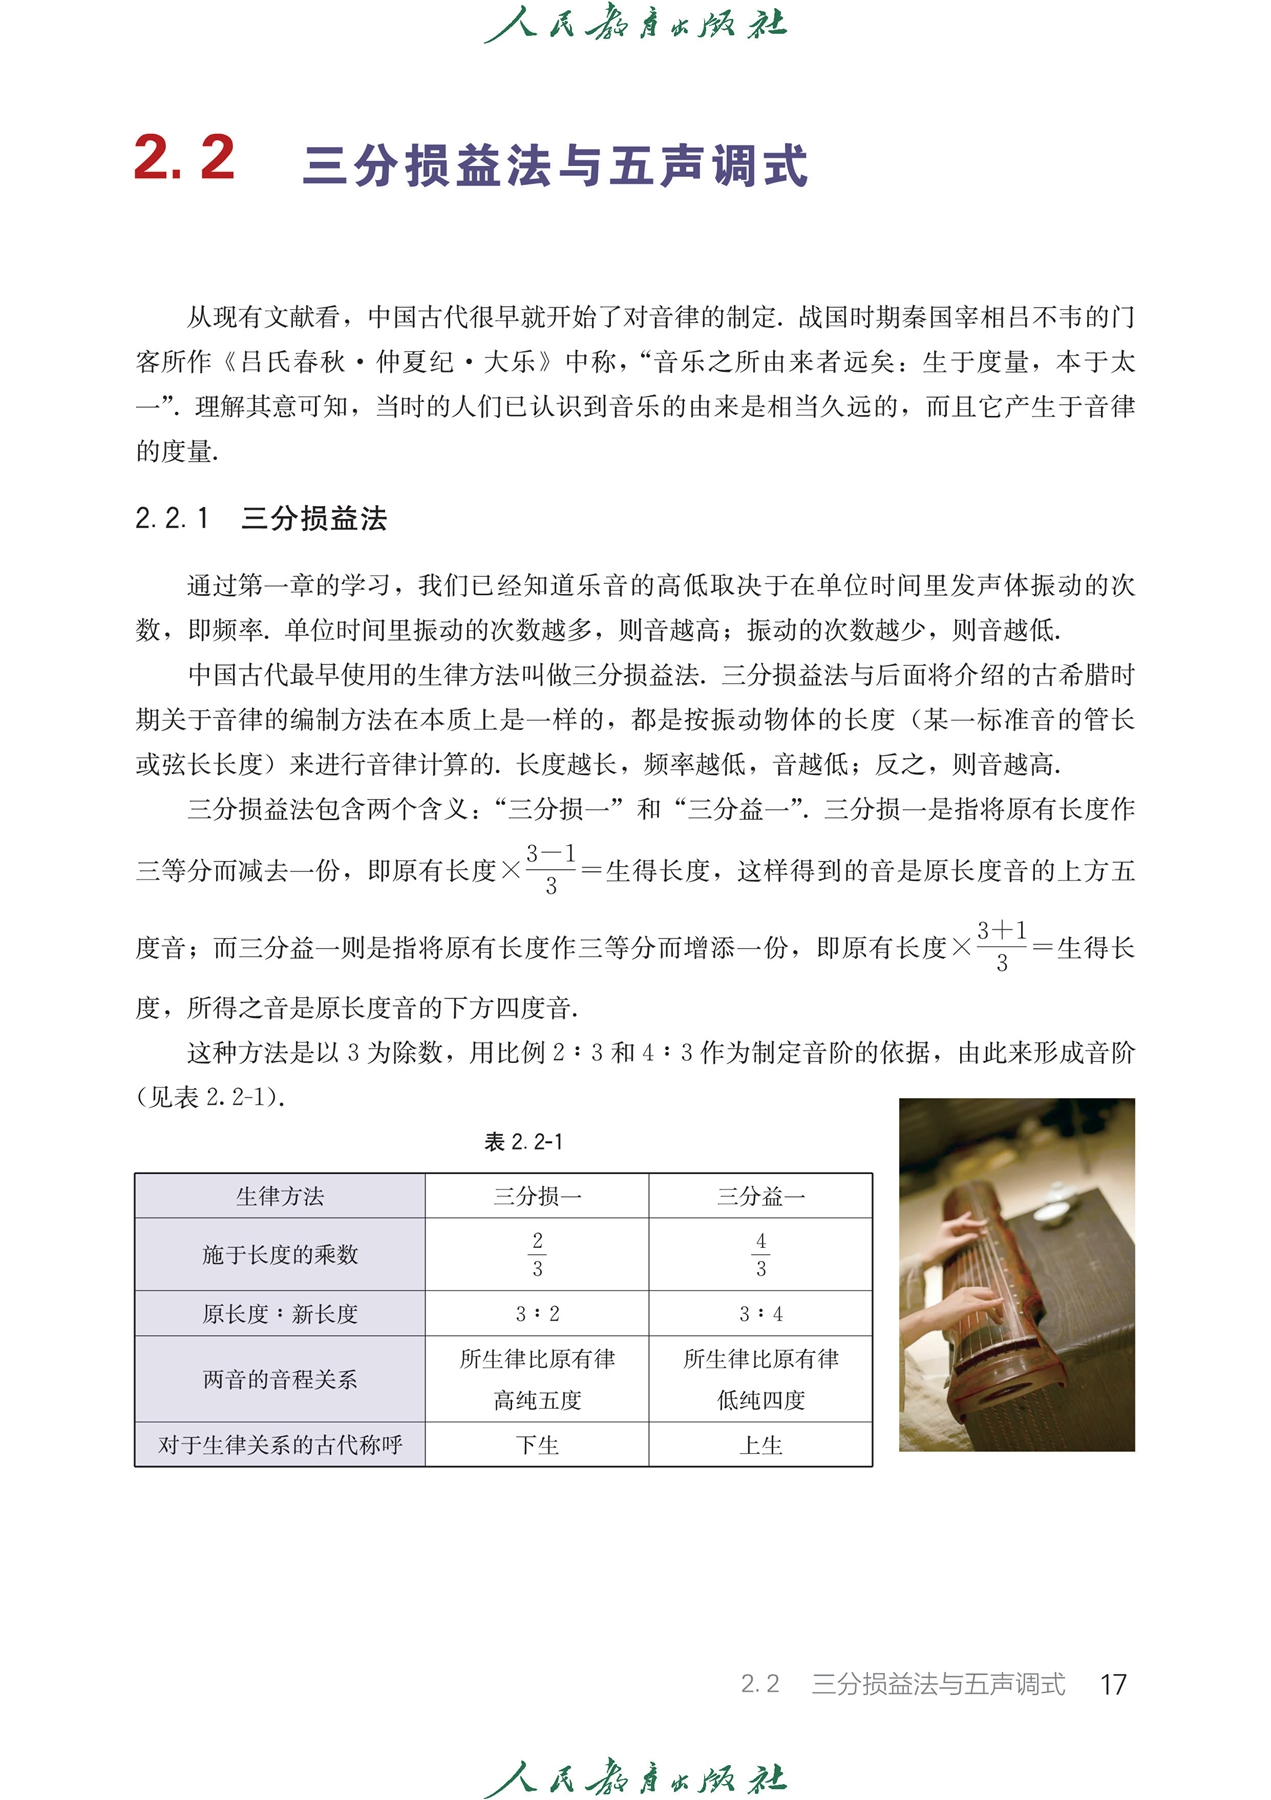 人民教育出版社
2.2 三分损益法与五声调式
从现有文献看，中国古代很早就开始了对音律的制定. 战国时期秦国宰相吕不韦的门
客所作《吕氏春秋·仲夏纪·大乐》中称，“音乐之所由来者远矣：生于度量，本于太
一”. 理解其意可知，当时的人们已认识到音乐的由来是相当久远的，而且它产生于音律
的度量.
2.2.1 三分损益法
通过第一章的学习，我们已经知道乐音的高低取决于在单位时间里发声体振动的次
数，即频率. 单位时间里振动的次数越多，则音越高；振动的次数越少，则音越低.
中国古代最早使用的生律方法叫做三分损益法. 三分损益法与后面将介绍的古希腊时
期关于音律的编制方法在本质上是一样的，都是按振动物体的长度（某一标准音的管长
或弦长长度）来进行音律计算的. 长度越长，频率越低，音越低；反之，则音越高.
三分损益法包含两个含义：“三分损一”和“三分益一”. 三分损一是指将原有长度作
三等分而减去一份，即原有长度×(3-1)/3=生得长度，这样得到的音是原长度音的上方五
度音；而三分益一则是指将原有长度作三等分而增添一份，即原有长度×(3+1)/3=生得长
度，所得之音是原长度音的下方四度音.
这种方法是以 3 为除数，用比例 2∶3 和 4∶3 作为制定音阶的依据，由此来形成音阶
（见表 2.2-1）.
表 2.2-1
生律方法 三分损一 三分益一
施于长度的乘数 2/3 4/3
原长度∶新长度 3∶2 3∶4
两音的音程关系 所生律比原有律 高纯五度 所生律比原有律 低纯四度
对于生律关系的古代称呼 下生 上生
2.2 三分损益法与五声调式 17
人民教育出版社